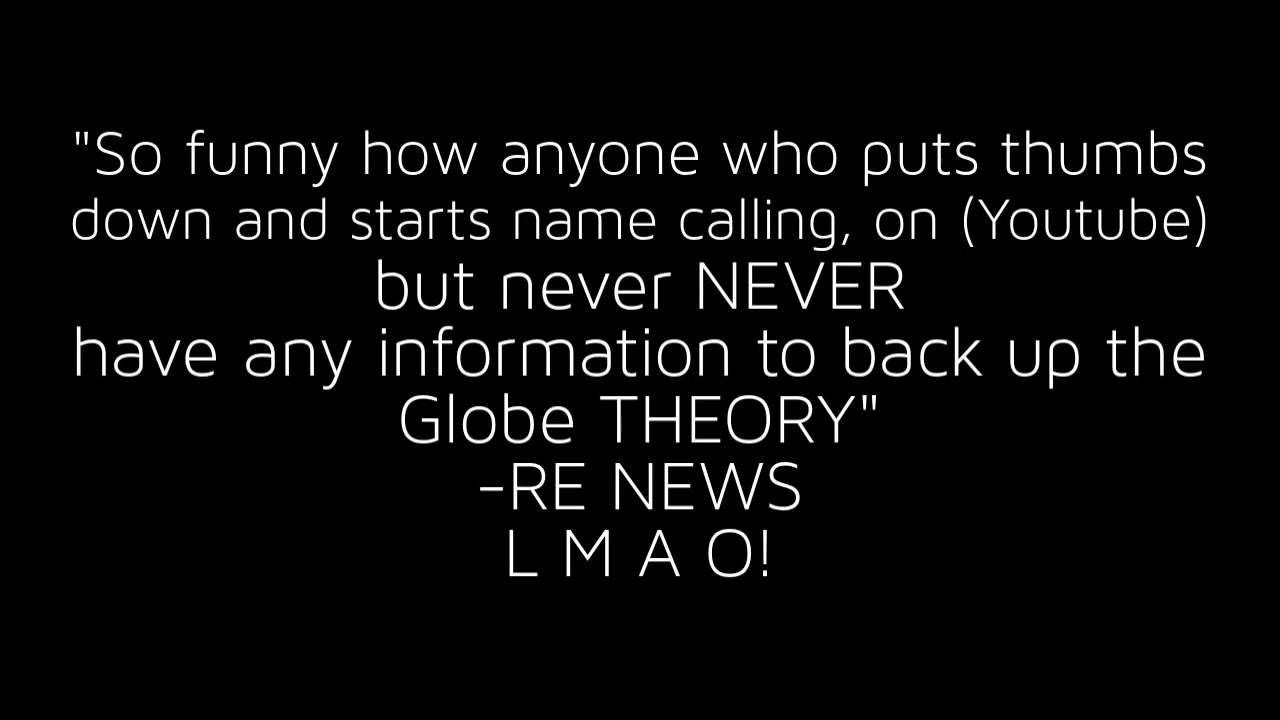 "So funny how anyone who puts thumbs
down and starts name calling, on (Youtube)
but never NEVER
have any information to back up the
Globe THEORY"
-RE NEWS
L M A O!